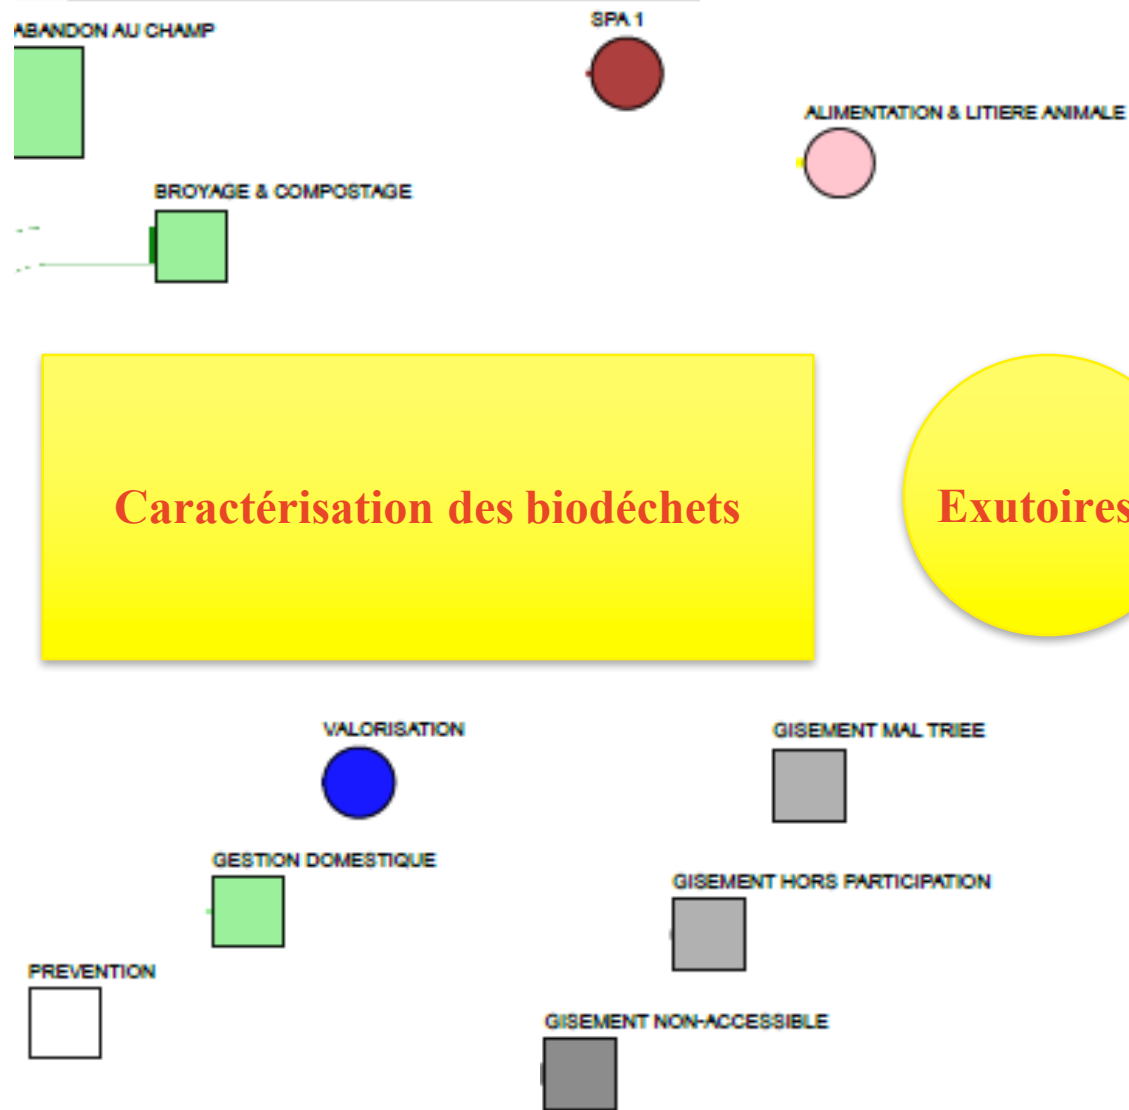 ABANDON AU CHAMP
SPA 1
ALIMENTATION & LITIERE ANIMALE
BROYAGE & COMPOSTAGE
Caractérisation des biodéchets
Exutoires
VALORISATION
GISEMENT MAL TRIEE
GESTION DOMESTIQUE
GISEMENT HORS PARTICIPATION
PREVENTION
GISEMENT NON-ACCESSIBLE